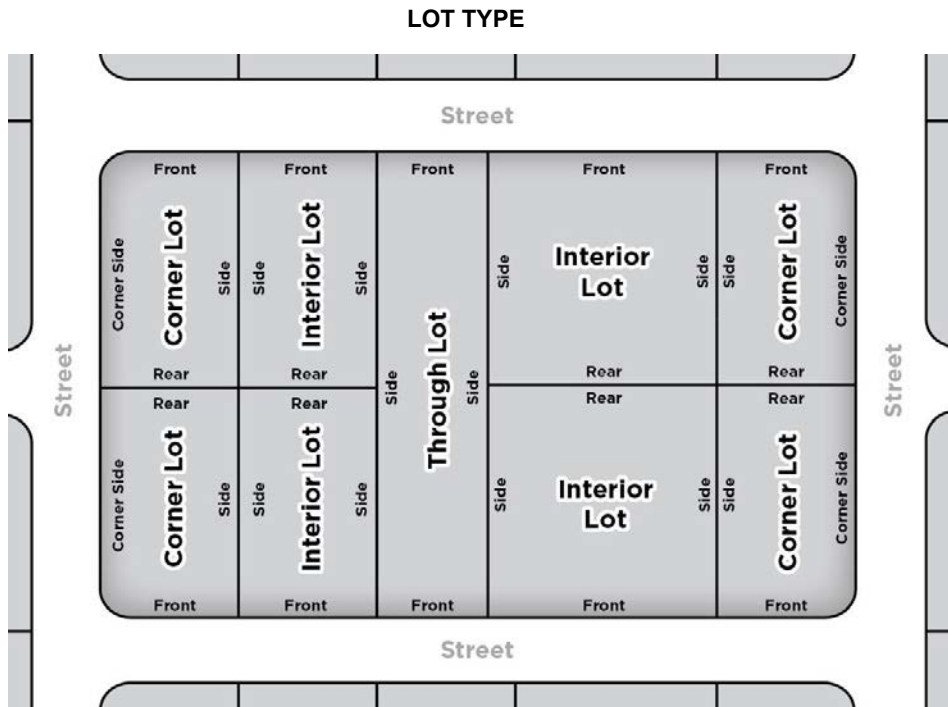 LOT TYPE
Street
Front Front Front Front Front
Corner Side
Corner Lot
Side
Side
Interior Lot
Side
Side
Interior
Lot
Side
Side
Corner Lot
Corner Side
Rear Rear Rear Rear
Street
Side
Through Lot
Side
Street
Rear Rear Rear Rear
Corner Side
Corner Lot
Side
Side
Interior Lot
Side
Side
Interior
Lot
Side
Side
Corner Lot
Corner Side
Front Front Front Front Front
Street